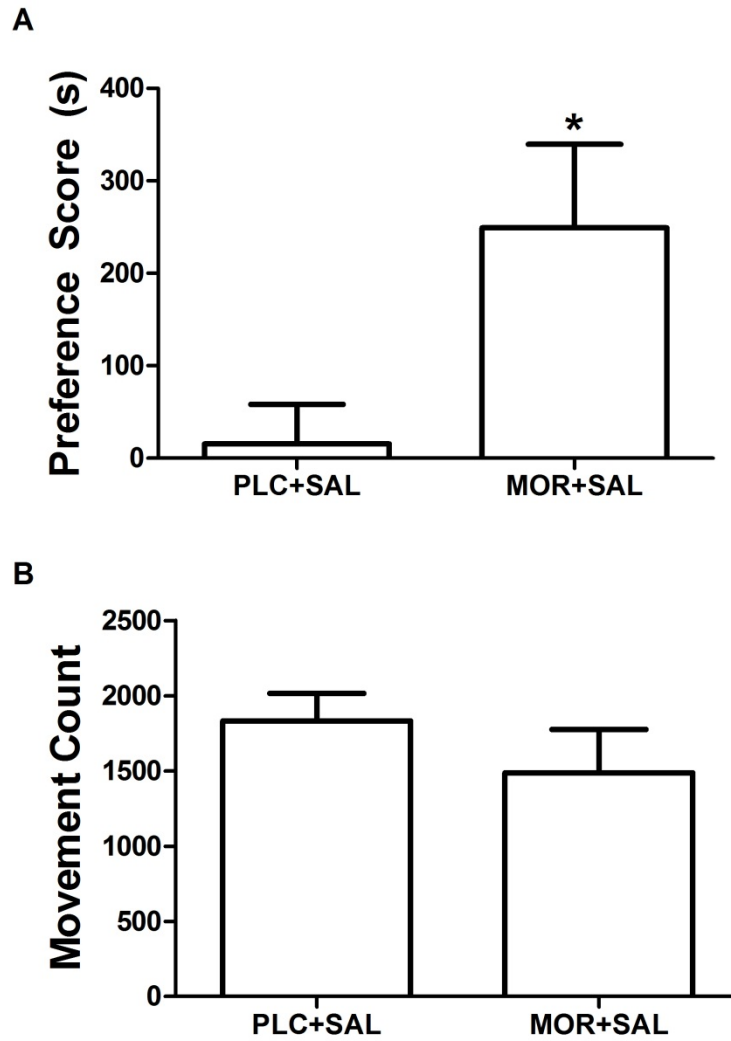 A
Preference Score (s)
400
300
200
100
0
*
PLC+SAL MOR+SAL
B
Movement Count
2500
2000
1500
1000
500
0
PLC+SAL MOR+SAL